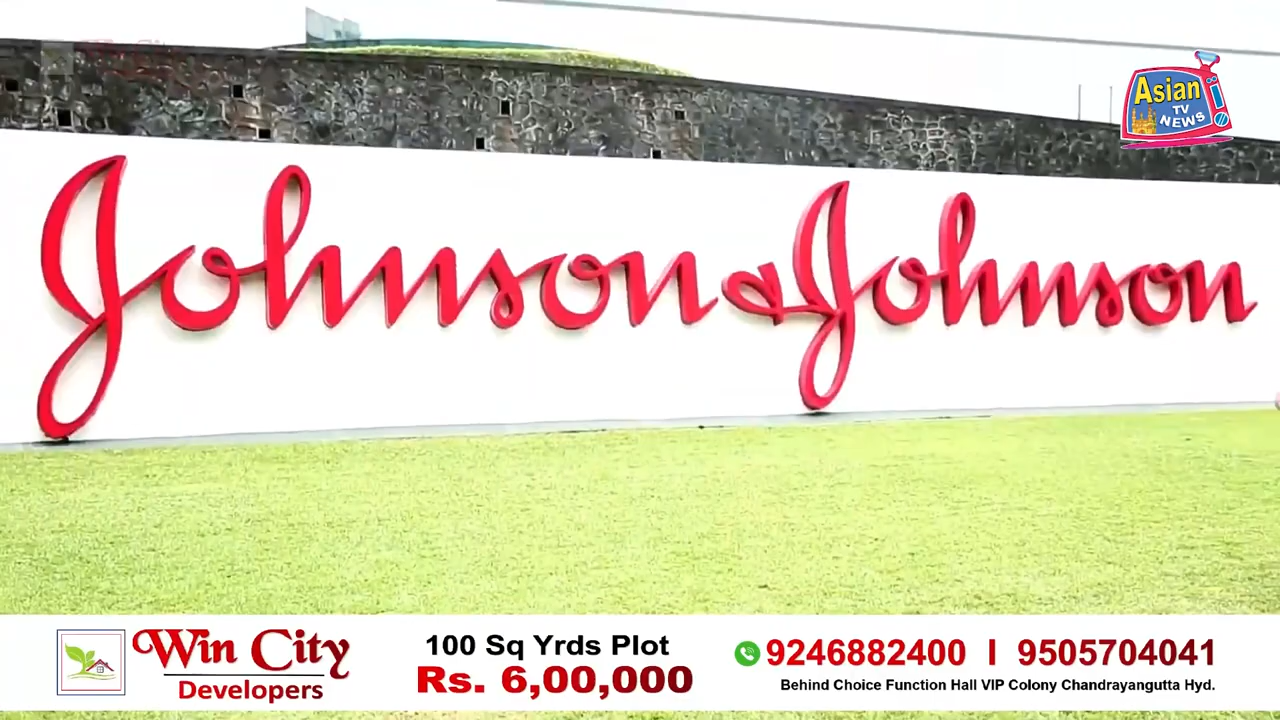 Asian
TV
NEWS
Johnson & Johnson
Win City
Developers
100 Sq Yrds Plot
Rs. 6,00,000
9246882400 I 9505704041
Behind Choice Function Hall VIP Colony Chandrayangutta Hyd.